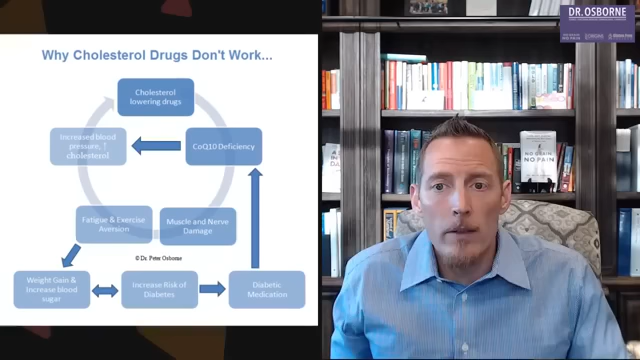 Why Cholesterol Drugs Don't Work...
Cholesterol
lowering drugs
Increased blood
pressure, ↑
cholesterol
CoQ10 Deficiency
Fatigue & Exercise
Aversion
Muscle and Nerve
Damage
© Dr. Peter Osborne
Weight Gain &
Increase blood
sugar
Increase Risk of
Diabetes
Diabetic
Medication
DR. OSBORNE
NO GRAIN
NO PAIN